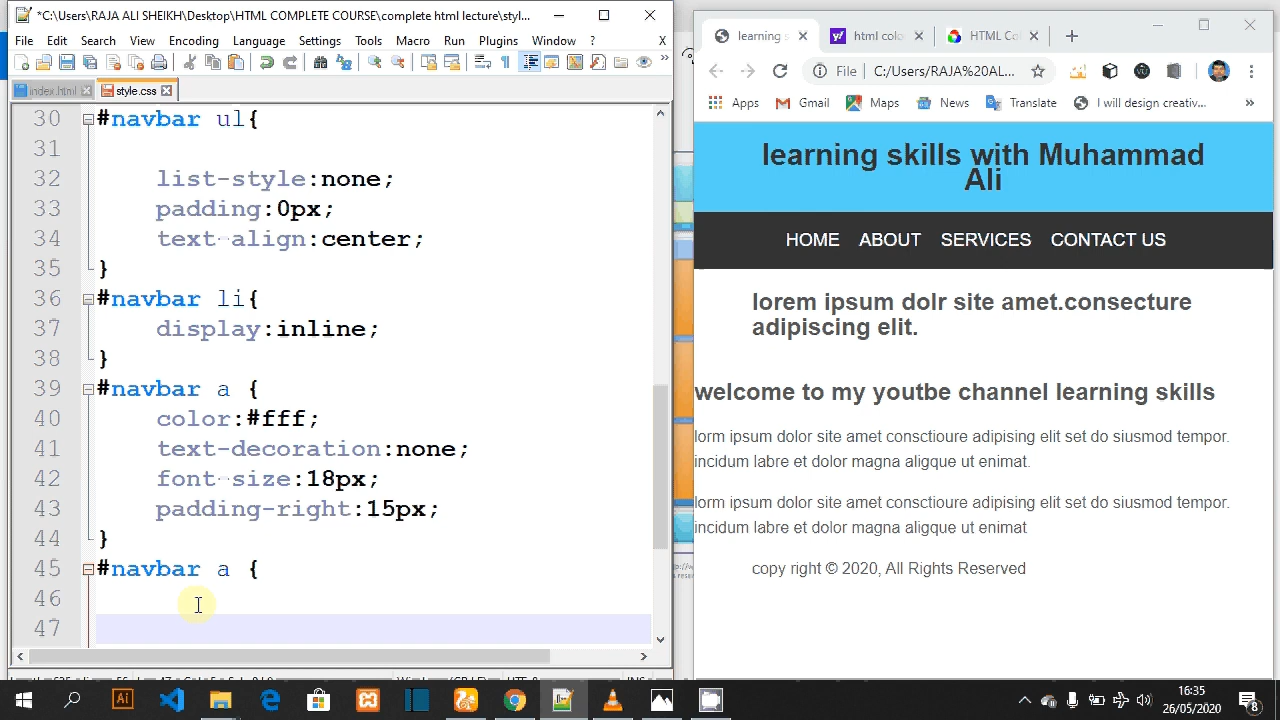 *C:\Users\RAJA ALI SHEIKH\Desktop\HTML COMPLETE COURSE\complete html lecture\styl...
File Edit Search View Encoding Language Settings Tools Macro Run Plugins Window ? X
index.html style.css
30 #navbar ul{
31
32 list-style:none;
33 padding:0px;
34 text-align:center;
35 }
36 #navbar li{
37 display:inline;
38 }
39 #navbar a {
40 color:#fff;
41 text-decoration:none;
42 font-size:18px;
43 padding-right:15px;
44 }
45 #navbar a {
46
47
learning s html colo HTML Co
File C:/Users/RAJA%20AL...
Apps Gmail Maps News Translate I will design creativ... »
learning skills with Muhammad
Ali
HOME ABOUT SERVICES CONTACT US
lorem ipsum dolr site amet.consecture
adipiscing elit.
welcome to my youtbe channel learning skills
lorm ipsum dolor site amet consctioure adipising elit set do siusmod tempor.
incidum labre et dolor magna aligque ut enimat.
lorm ipsum dolor site amet consctioure adipising elit set do siusmod tempor.
incidum labre et dolor magna aligque ut enimat
copy right © 2020, All Rights Reserved
16:35
26/05/2020
8